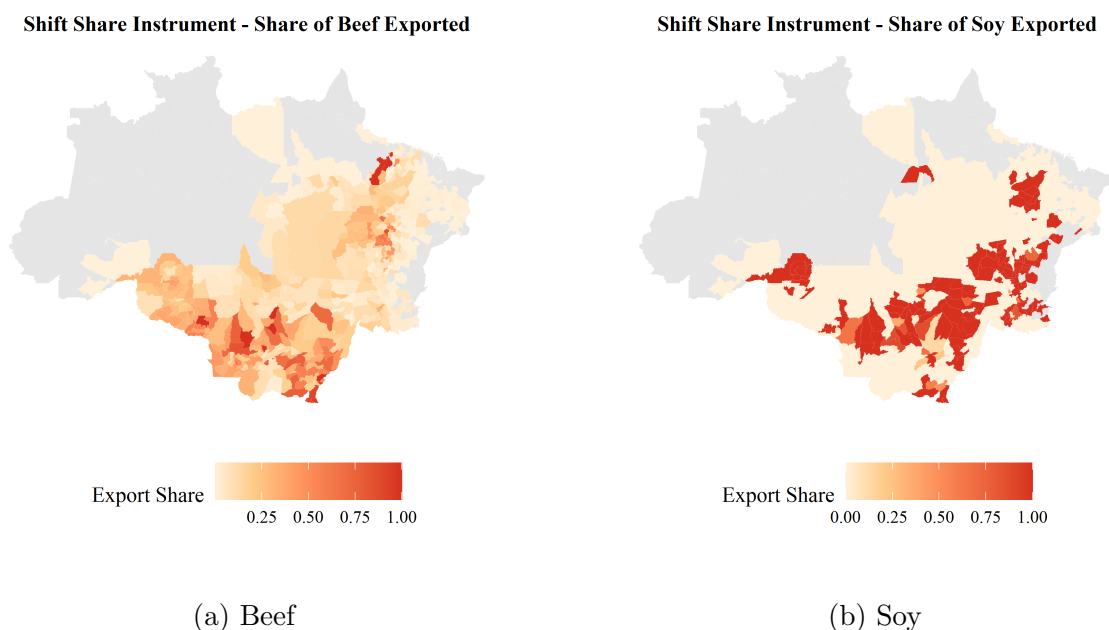 Shift Share Instrument - Share of Beef Exported
Export Share
0.25 0.50 0.75 1.00
(a) Beef
Shift Share Instrument - Share of Soy Exported
Export Share
0.00 0.25 0.50 0.75 1.00
(b) Soy